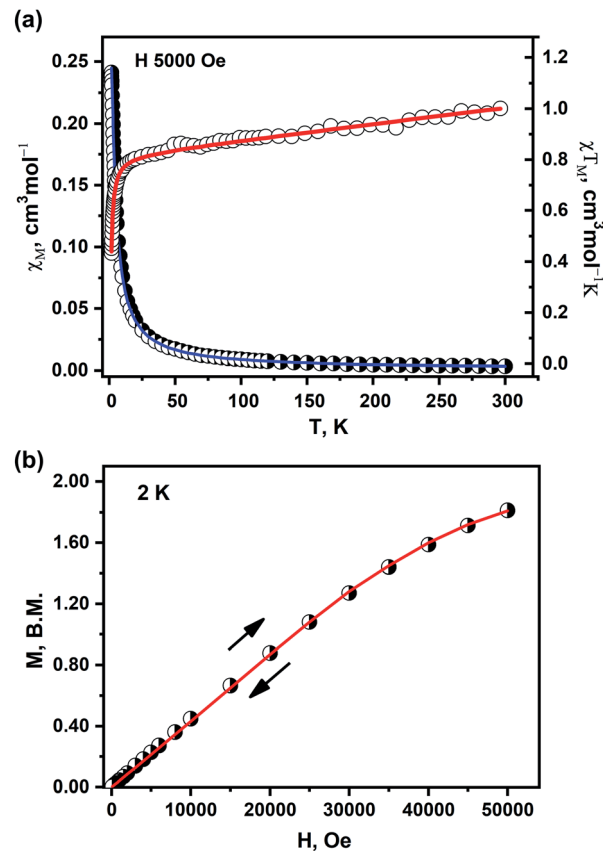 (a)
H 5000 Oe
0.25
0.20
0.15
0.10
0.05
0.00
χM, cm³mol⁻¹
1.2
1.0
0.8
0.6
0.4
0.2
0.0
χTM, cm³mol⁻¹K
0 50 100 150 200 250 300
T, K
(b)
2 K
2.00
1.60
1.20
0.80
0.40
0.00
M, B.M.
0 10000 20000 30000 40000 50000
H, Oe